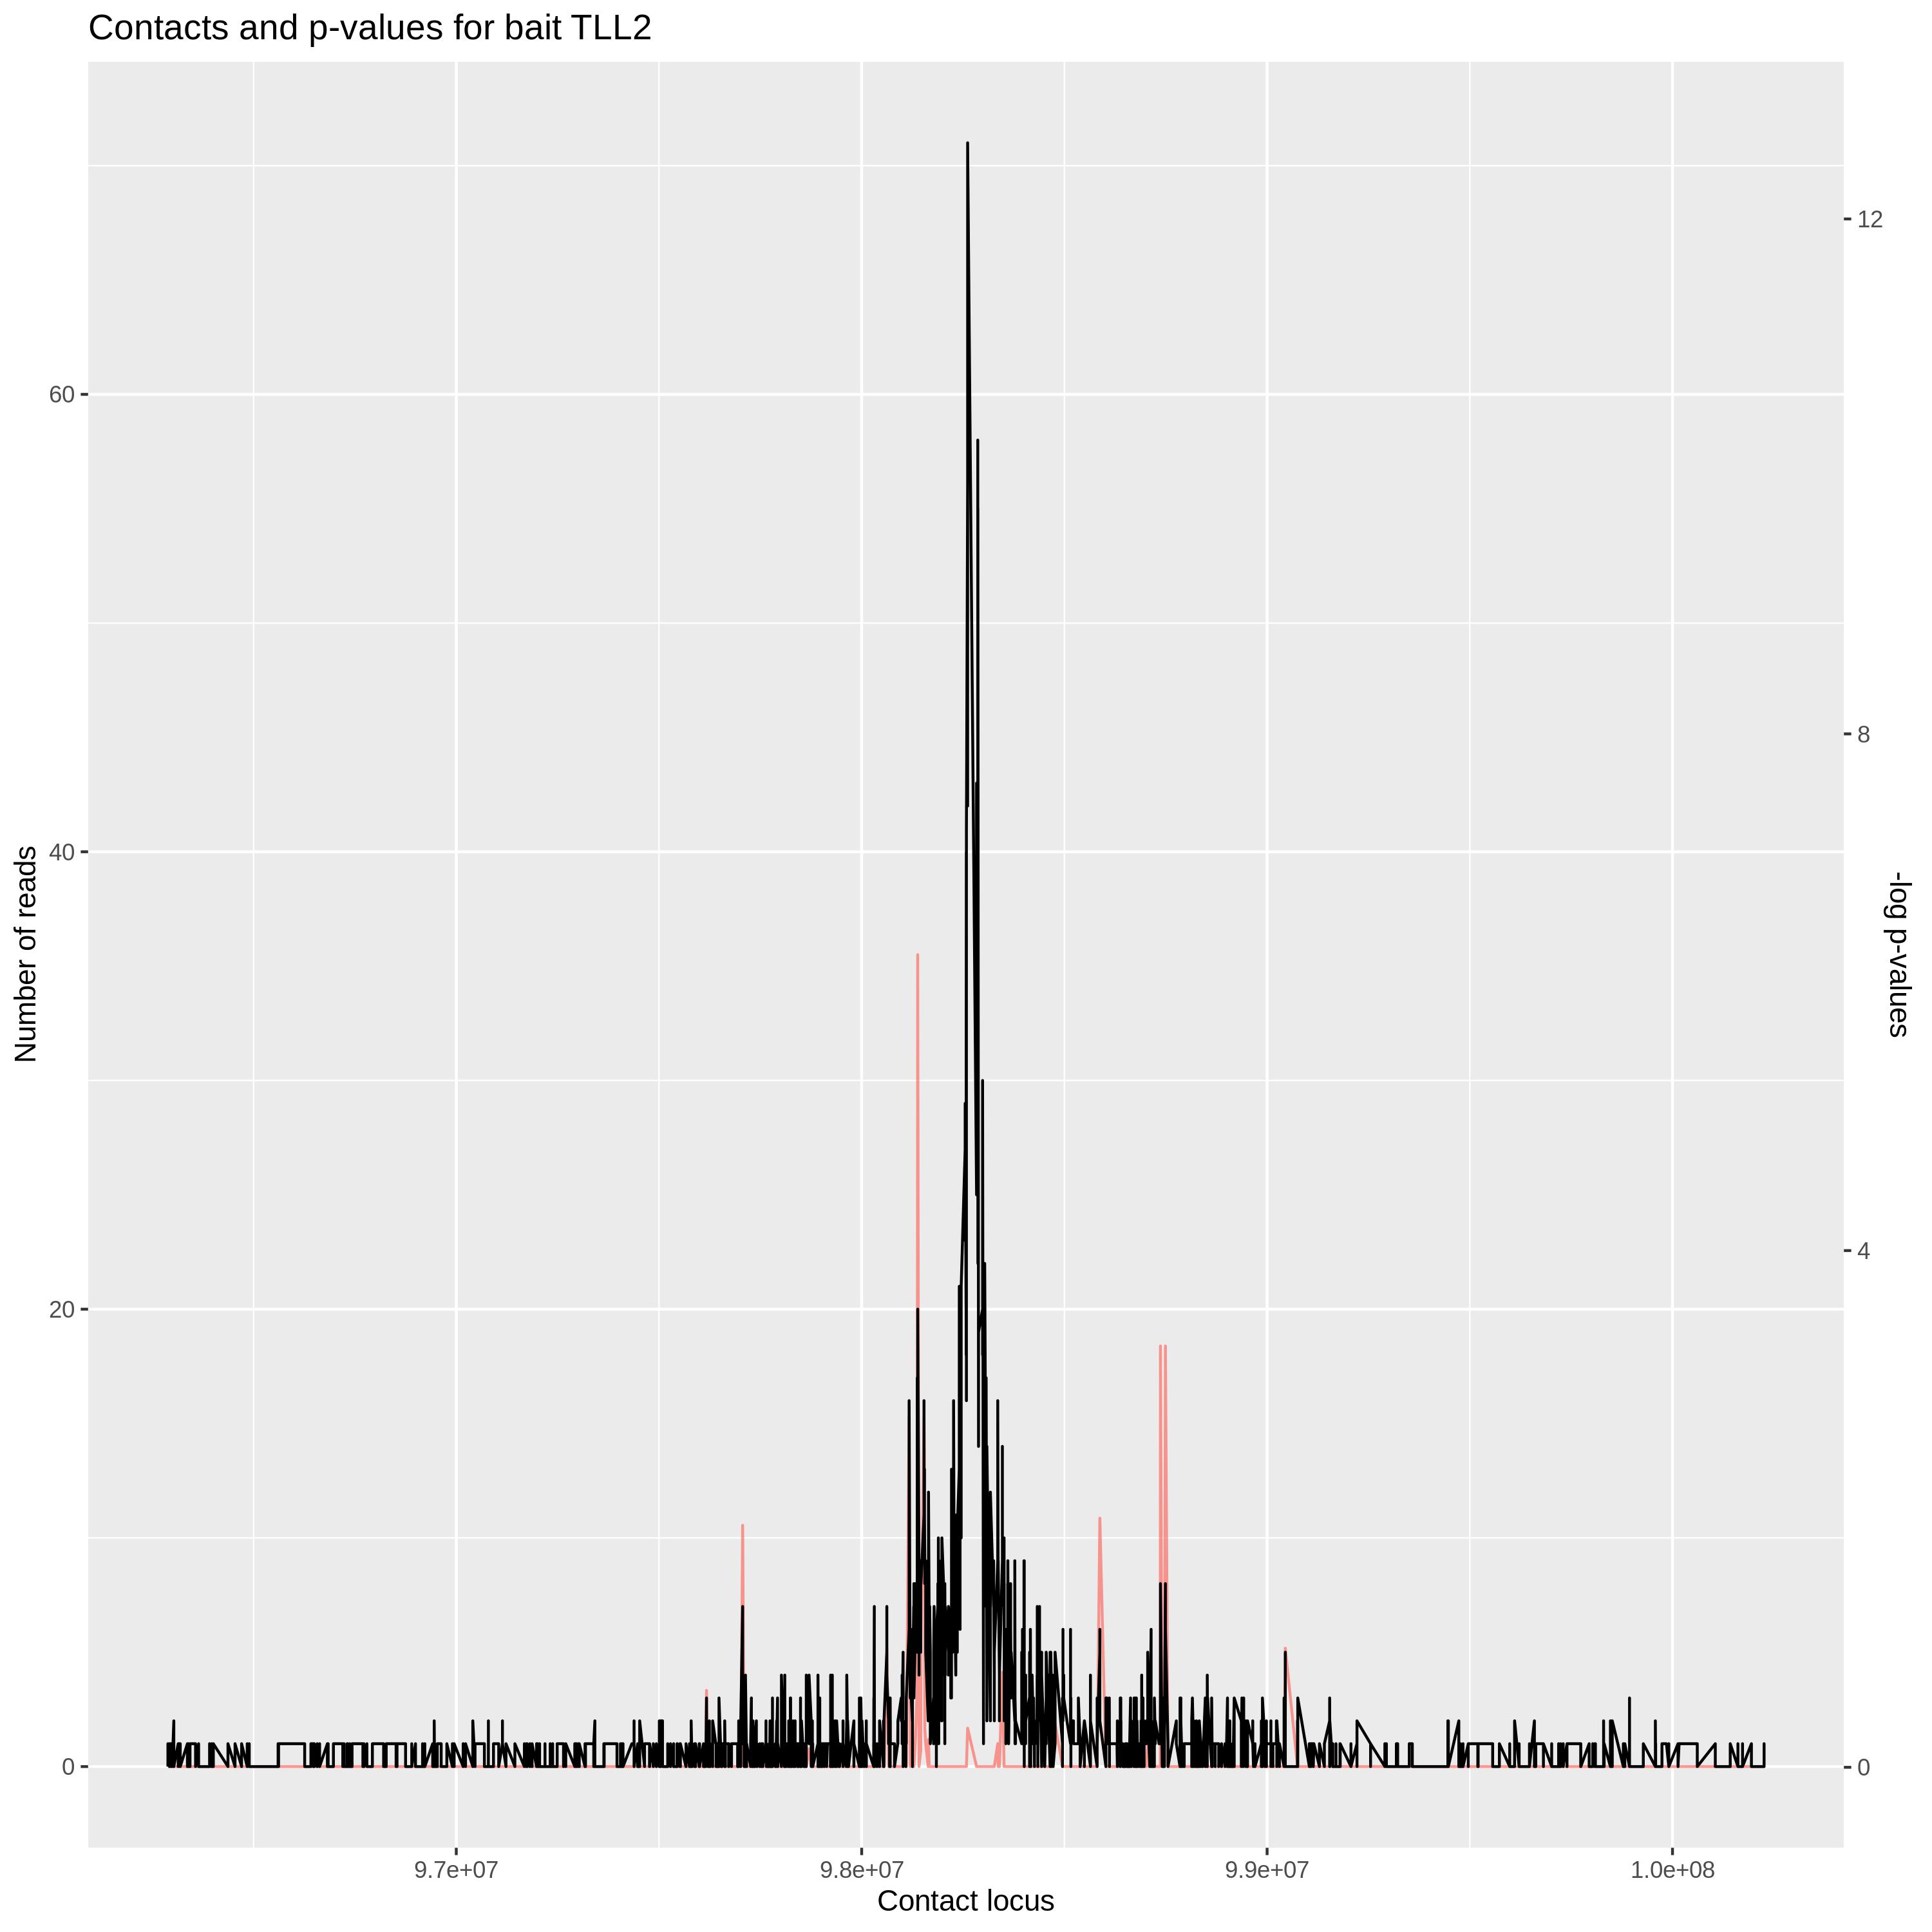 Contacts and p-values for bait TLL2
12
60
8
40
Number of reads
-log p-values
4
20
0
0
9.7e+07
9.8e+07
9.9e+07
1.0e+08
Contact locus